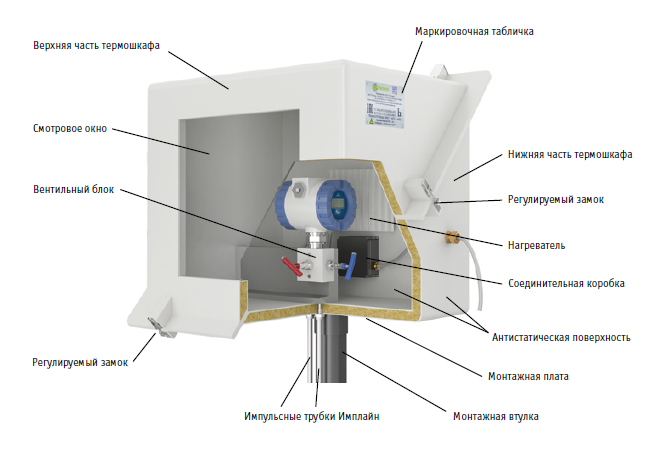 Маркировочная табличка
Верхняя часть термошкафа
Смотровое окно
Нижняя часть термошкафа
Вентильный блок
Регулируемый замок
Нагреватель
Соединительная коробка
Антистатическая поверхность
Регулируемый замок
Монтажная плата
Импульсные трубки Имплайн
Монтажная втулка